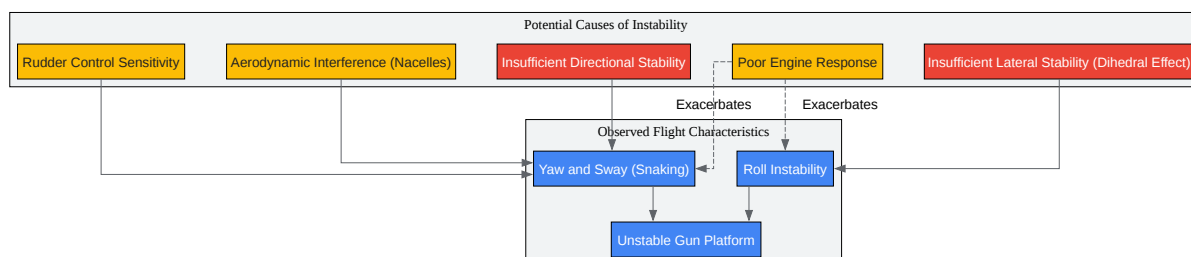 Potential Causes of Instability
Rudder Control Sensitivity
Aerodynamic Interference (Nacelles)
Insufficient Directional Stability
Poor Engine Response
Insufficient Lateral Stability (Dihedral Effect)
Exacerbates
Exacerbates
Observed Flight Characteristics
Yaw and Sway (Snaking)
Roll Instability
Unstable Gun Platform